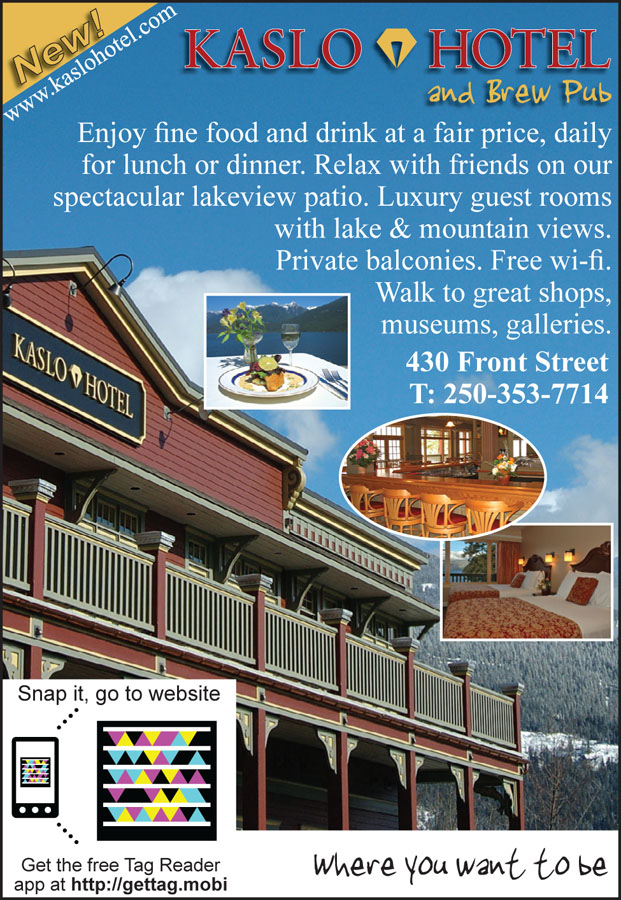 New!
www.kaslohotel.com
KASLO HOTEL
and Brew Pub
Enjoy fine food and drink at a fair price, daily
for lunch or dinner. Relax with friends on our
spectacular lakeview patio. Luxury guest rooms
with lake & mountain views.
Private balconies. Free wi-fi.
Walk to great shops,
museums, galleries.
430 Front Street
T: 250-353-7714
KASLO HOTEL
Snap it, go to website
Get the free Tag Reader
app at http://gettag.mobi
Where you want to be